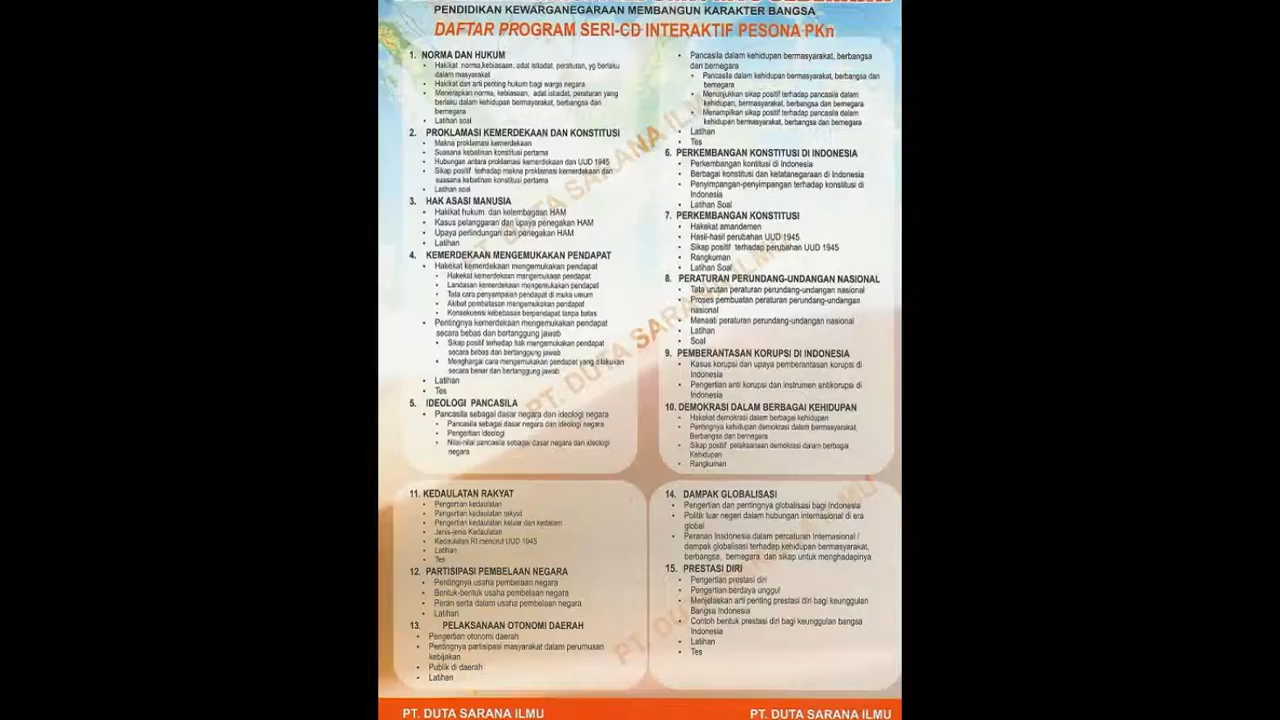 PENDIDIKAN KEWARGANEGARAAN MEMBANGUN KARAKTER BANGSA
DAFTAR PROGRAM SERI-CD INTERAKTIF PESONA PKn
1. NORMA DAN HUKUM
• Hakikat norma,kebiasaan, adat istiadat, peraturan, yg berlaku
dalam masyarakat
• Hakikat dan arti penting hukum bagi warga negara
• Menerapkan norma, kebiasaan, adat istiadat, peraturan yang
berlaku dalam kehidupan bermayarakat, berbangsa dan
bernegara
• Latihan soal
2. PROKLAMASI KEMERDEKAAN DAN KONSTITUSI
• Makna proklamasi kemerdekaan
• Suasana kebatinan konstitusi pertama
• Hubungan antara proklamasi kemerdekaan dan UUD 1945
• Sikap positif terhadap makna proklamasi kemerdekaan dan
suasana kebatinan konstitusi pertama
• Latihan soal
3. HAK ASASI MANUSIA
• Hakikat hukum dan kelembagaan HAM
• Kasus pelanggaran dan upaya penegakan HAM
• Upaya perlindungan dan penegakan HAM
• Latihan
4. KEMERDEKAAN MENGEMUKAKAN PENDAPAT
• Hakekat kemerdekaan mengemukakan pendapat
• Hakekat kemerdekaan mengemukakan pendapat
• Landasan kemerdekaan mengemukakan pendapat
• Tata cara penyampaian pendapat di muka umum
• Akibat pembatasan mengemukakan pendapat
• Konsekuensi kebebasan berpendapat tanpa batas
• Pentingnya kemerdekaan mengemukakan pendapat
secara bebas dan bertanggung jawab
• Sikap positif terhadap hak mengemukakan pendapat
secara bebas dan bertanggung jawab
• Menghargai cara mengemukakan pendapat yang dilakukan
secara benar dan bertanggung jawab
• Latihan
• Tes
5. IDEOLOGI PANCASILA
• Pancasila sebagai dasar negara dan ideologi negara
• Pancasila sebagai dasar negara dan ideologi negara
• Pengertian ideologi
• Nilai-nilai pancasila sebagai dasar negara dan ideologi
negara
• Pancasila dalam kehidupan bermasyarakat, berbangsa
dan bernegara
• Pancasila dalam kehidupan bermasyarakat, berbangsa dan
bernegara
• Menunjukkan sikap positif terhadap pancasila dalam
kehidupan, bermasyarakat, berbangsa dan bernegara
• Menampilkan sikap positif terhadap pancasila dalam
kehidupan bermasyarakat, berbangsa dan bernegara
• Latihan
• Tes
6. PERKEMBANGAN KONSTITUSI DI INDONESIA
• Perkembangan kontitusi di Indonesia
• Berbagai konstitusi dan ketatanegaraan di Indonesia
• Penyimpangan-penyimpangan terhadap konstitusi di
Indonesia
• Latihan Soal
7. PERKEMBANGAN KONSTITUSI
• Hakekat amandemen
• Hasil-hasil perubahan UUD 1945
• Sikap positif terhadap perubahan UUD 1945
• Rangkuman
• Latihan Soal
8. PERATURAN PERUNDANG-UNDANGAN NASIONAL
• Tata urutan peraturan perundang-undangan nasional
• Proses pembuatan peraturan perundang-undangan
nasional
• Menaati peraturan perundang-undangan nasional
• Latihan
• Soal
9. PEMBERANTASAN KORUPSI DI INDONESIA
• Kasus korupsi dan upaya pemberantasan korupsi di
Indonesia
• Pengertian anti korupsi dan instrumen antikorupsi di
Indonesia
10. DEMOKRASI DALAM BERBAGAI KEHIDUPAN
• Hakekat demokrasi dalam berbagai kehidupan
• Pentingnya kehidupan demokrasi dalam bermasyarakat,
Berbangsa dan bernegara
• Sikap positif pelaksanaan demokrasi dalam berbagai
Kehidupan
• Rangkuman
11. KEDAULATAN RAKYAT
• Pengertian kedaulatan
• Pengertian kedaulatan rakyat
• Pengertian kedaulatan keluar dan kedalam
• Jenis-jenis Kedaulatan
• Kedaulatan RI menurut UUD 1945
• Latihan
• Tes
12. PARTISIPASI PEMBELAAN NEGARA
• Pentingnya usaha pembelaan negara
• Bentuk-bentuk usaha pembelaan negara
• Peran serta dalam usaha pembelaan negara
• Latihan
13. PELAKSANAAN OTONOMI DAERAH
• Pengertian otonomi daerah
• Pentingnya partisipasi masyarakat dalam perumusan
kebijakan
• Publik di daerah
• Latihan
14. DAMPAK GLOBALISASI
• Pengertian dan pentingnya globalisasi bagi Indonesia
• Politik luar negeri dalam hubungan internasional di era
global
• Peranan Insdonesia dalam percaturan Internasional /
dampak globalisasi terhadap kehidupan bermasyarakat,
berbangsa, bernegara dan sikap untuk menghadapinya
15. PRESTASI DIRI
• Pengertian prestasi diri
• Pengertian berdaya unggul
• Menjelaskan arti penting prestasi diri bagi keunggulan
Bangsa Indonesia
• Contoh bentuk prestasi diri bagi keunggulan bangsa
Indonesia
• Latihan
• Tes
PT. DUTA SARANA ILMU
PT. DUTA SARANA ILMU
PT. DUTA SARANA ILMU
PT. DUTA SARANA ILMU